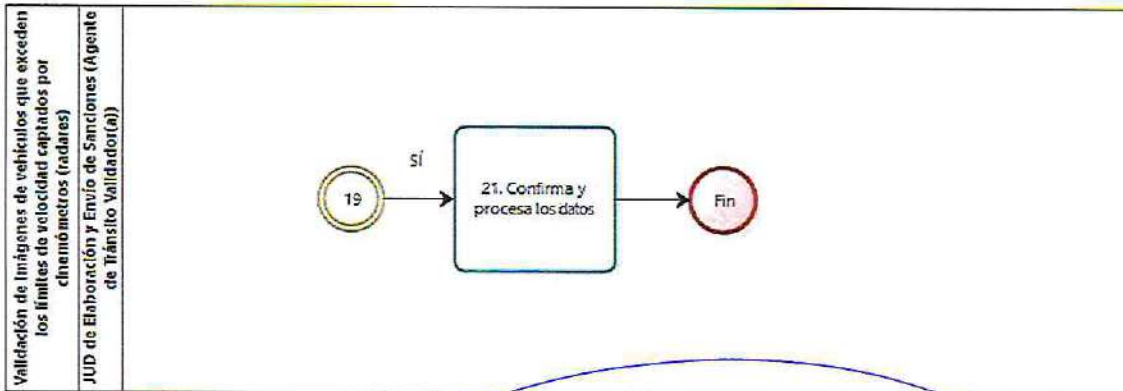 Validación de Imágenes de vehículos que exceden
los límites de velocidad captados por
cinemómetros (radares)
JUD de Elaboración y Envío de Sanciones (Agente
de Tránsito Validador(a))
19
SÍ
21. Confirma y
procesa los datos
Fin